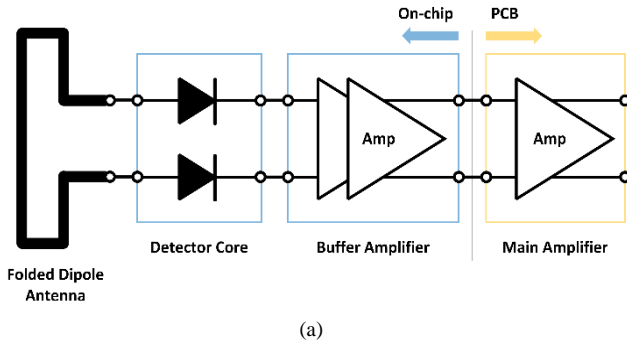 On-chip PCB
Amp Amp
Detector Core Buffer Amplifier Main Amplifier
Folded Dipole
Antenna
(a)